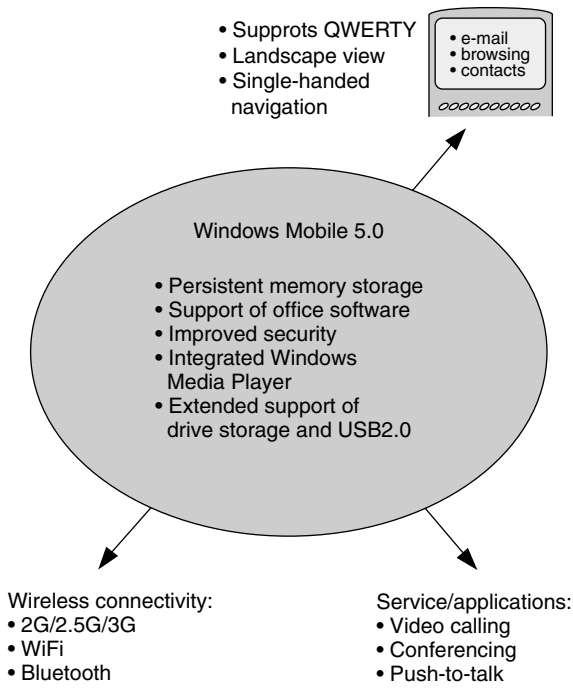 • Supprots QWERTY
• Landscape view
• Single-handed
navigation
• e-mail
• browsing
• contacts
Windows Mobile 5.0
• Persistent memory storage
• Support of office software
• Improved security
• Integrated Windows
Media Player
• Extended support of
drive storage and USB2.0
Wireless connectivity:
• 2G/2.5G/3G
• WiFi
• Bluetooth
Service/applications:
• Video calling
• Conferencing
• Push-to-talk